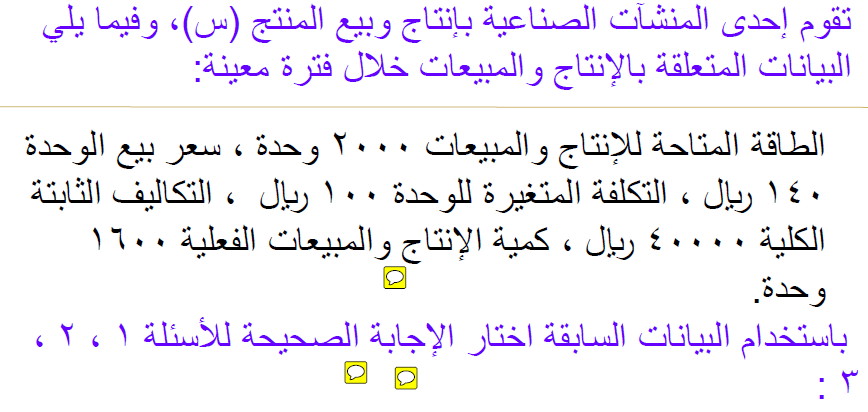 تقوم إحدى المنشآت الصناعية بإنتاج وبيع المنتج (س)، وفيما يلي
البيانات المتعلقة بالإنتاج والمبيعات خلال فترة معينة:
الطاقة المتاحة للإنتاج والمبيعات ٢٠٠٠ وحدة ، سعر بيع الوحدة
١٤٠ ريال ، التكلفة المتغيرة للوحدة ١٠٠ ريال ، التكاليف الثابتة
الكلية ٤٠٠٠٠ ريال ، كمية الإنتاج والمبيعات الفعلية ١٦٠٠
وحدة.
باستخدام البيانات السابقة اختار الإجابة الصحيحة للأسئلة ١ ، ٢ ،
٣ :